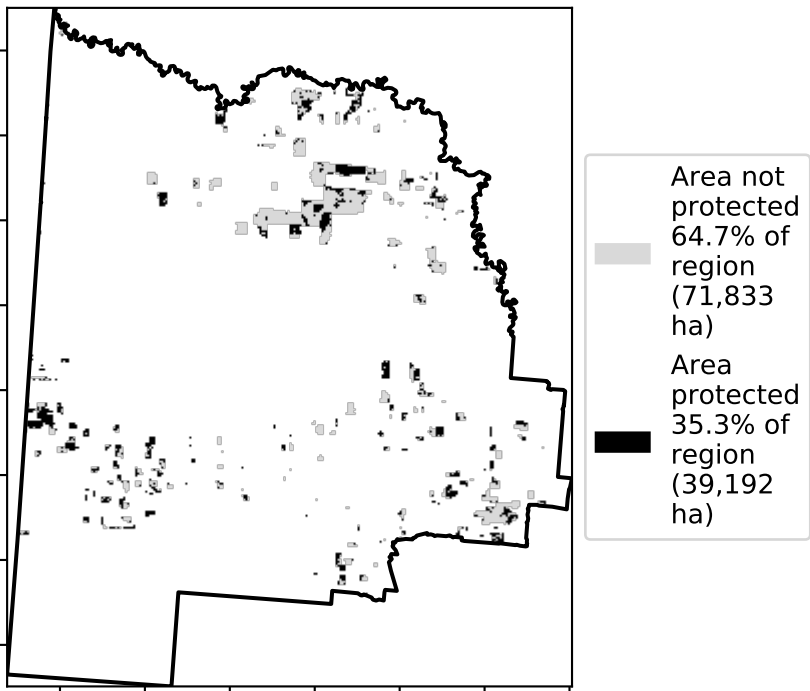 Area not
protected
64.7% of
region
(71,833
ha)
Area
protected
35.3% of
region
(39,192
ha)